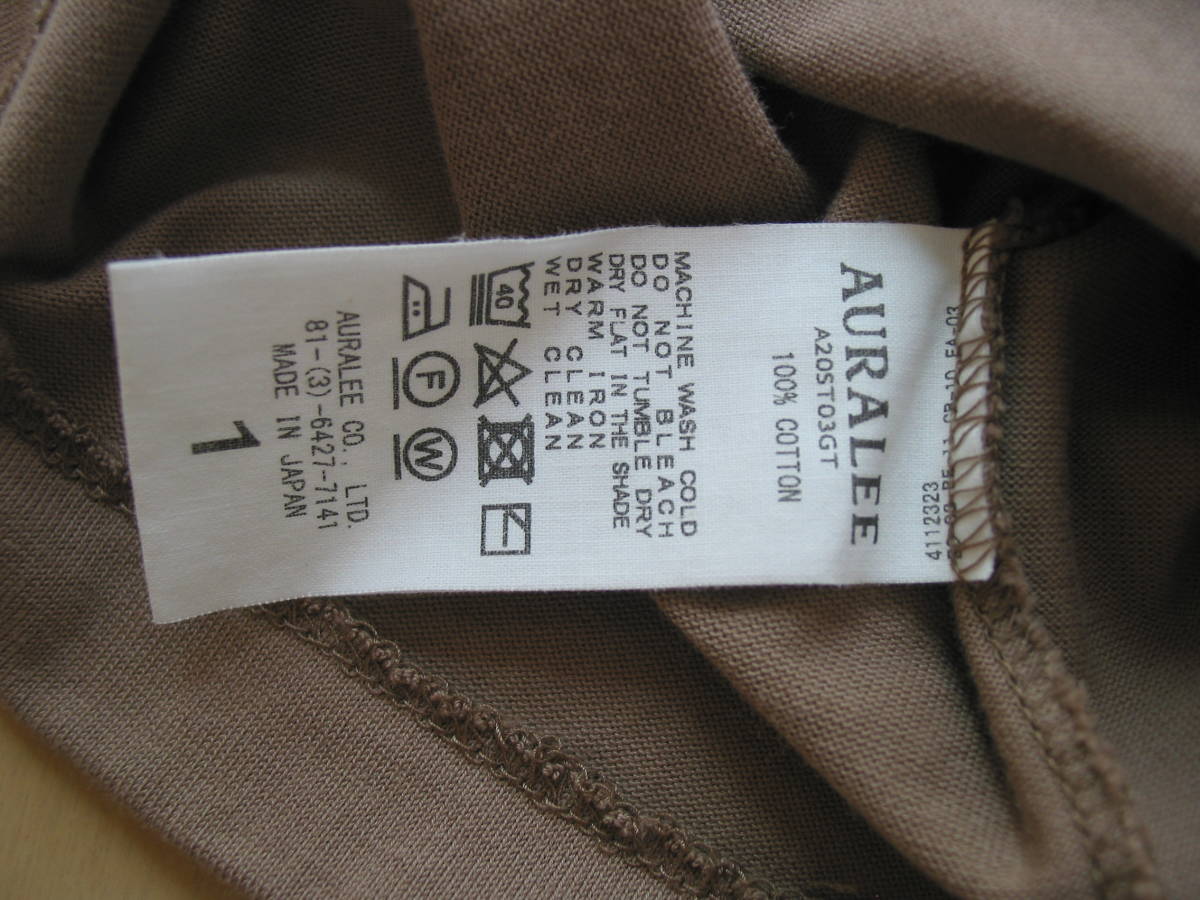 4112323
AURALEE
A20ST03GT
100% COTTON
MACHINE WASH COLD
DO NOT BLEACH
DO NOT TUMBLE DRY
DRY FLAT IN THE SHADE
WARM IRON
DRY CLEAN
WET CLEAN
40
F W
AURALEE CO., LTD.
81-(3)-6427-7141
MADE IN JAPAN
1